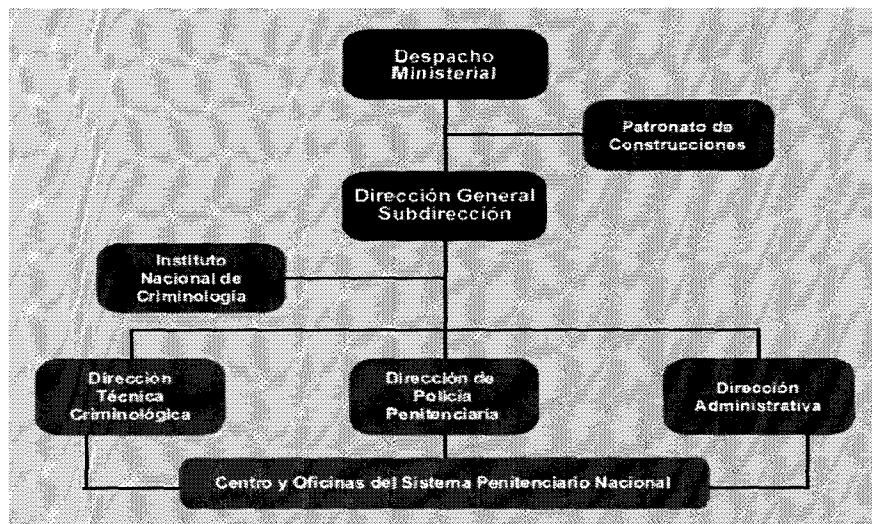 Despacho
Ministerial
Patronato de
Construcciones
Dirección General
Subdirección
Instituto
Nacional de
Criminología
Dirección
Técnica
Criminológica
Dirección de
Policía
Penitenciaria
Dirección
Administrativa
Centro y Oficinas del Sistema Penitenciario Nacional